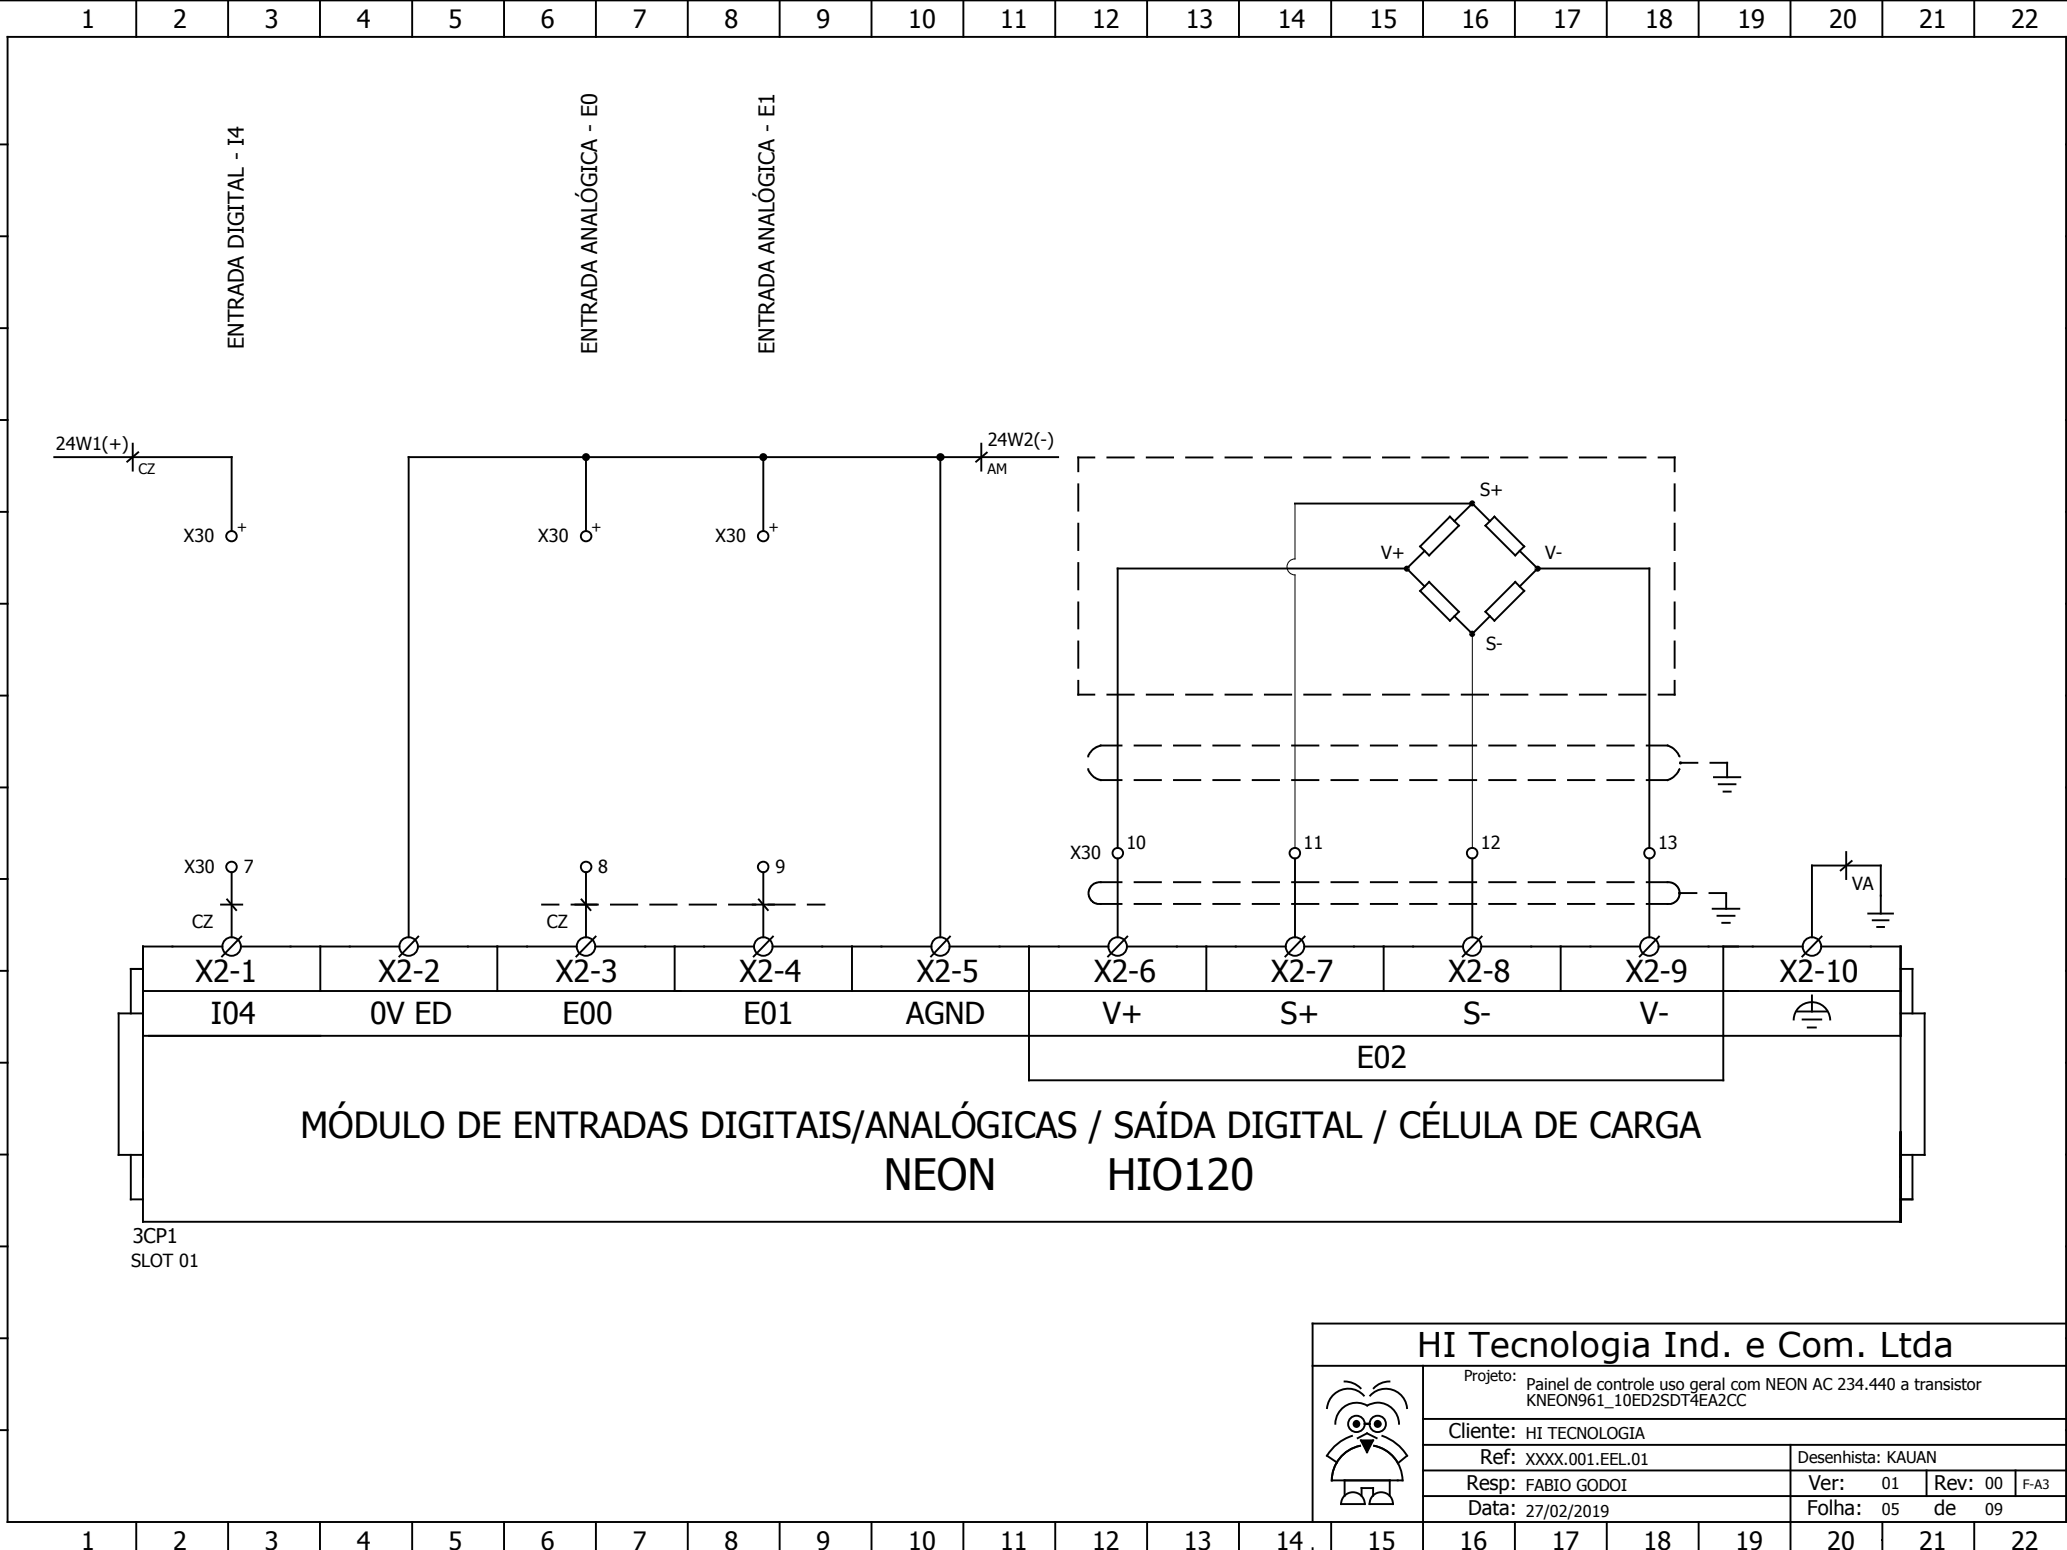 1 2 3 4 5 6 7 8 9 10 11 12 13 14 15 16 17 18 19 20 21 22
ENTRADA DIGITAL - I4
ENTRADA ANALÓGICA - E0
ENTRADA ANALÓGICA - E1
24W1(+)
CZ
24W2(-)
AM
X30 +
X30 +
X30 +
S+
V+
V-
S-
X30 7
8
9
X30 10
11
12
13
CZ
CZ
VA
X2-1 X2-2 X2-3 X2-4 X2-5 X2-6 X2-7 X2-8 X2-9 X2-10
I04 0V ED E00 E01 AGND V+ S+ S- V-
E02
MÓDULO DE ENTRADAS DIGITAIS/ANALÓGICAS / SAÍDA DIGITAL / CÉLULA DE CARGA
NEON HIO120
3CP1
SLOT 01
HI Tecnologia Ind. e Com. Ltda
Projeto: Painel de controle uso geral com NEON AC 234.440 a transistor
KNEON961_10ED2SDT4EA2CC
Cliente: HI TECNOLOGIA
Ref: XXXX.001.EEL.01 Desenhista: KAUAN
Resp: FABIO GODOI Ver: 01 Rev: 00 F-A3
Data: 27/02/2019 Folha: 05 de 09
1 2 3 4 5 6 7 8 9 10 11 12 13 14 . 15 16 17 18 19 20 21 22